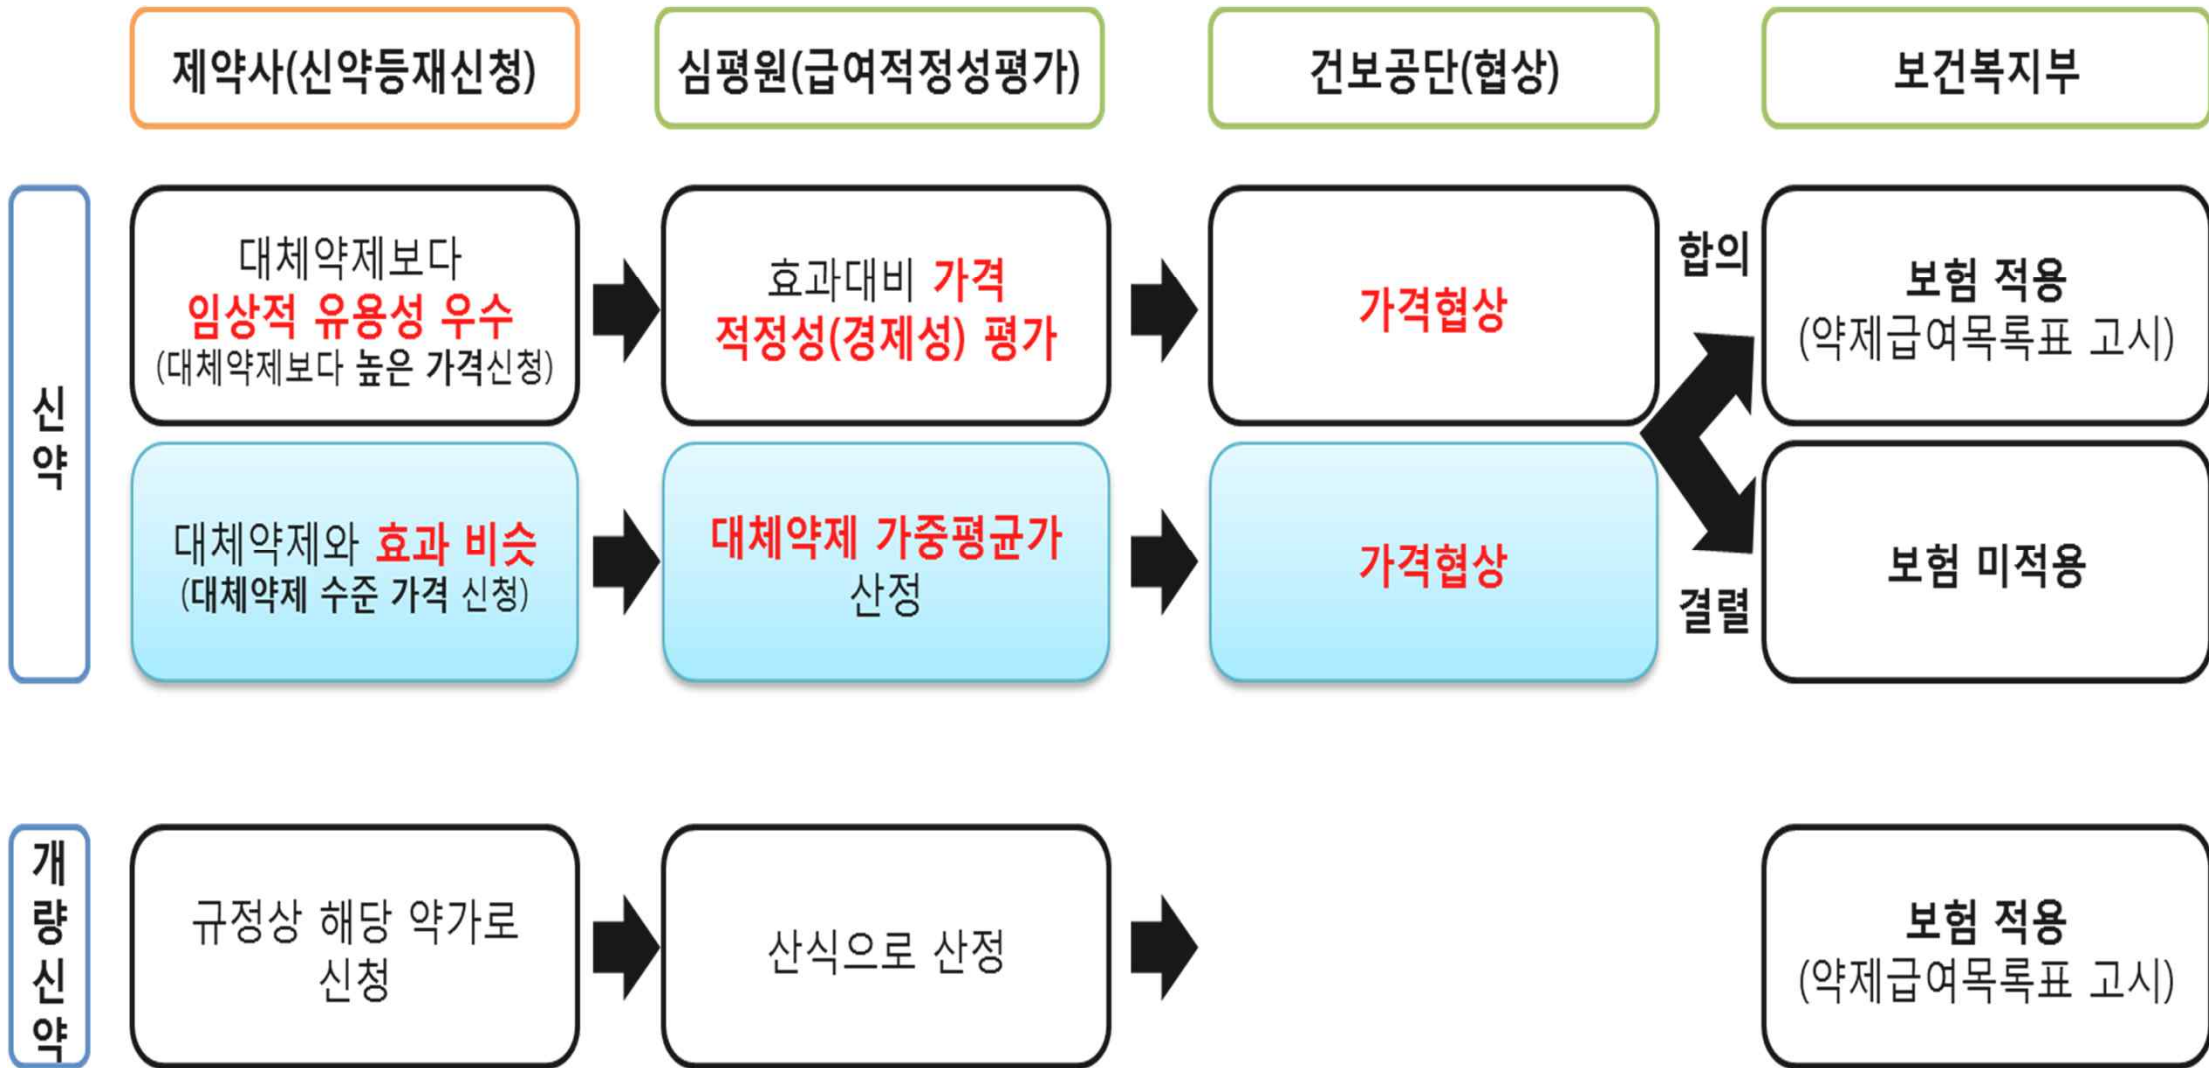 제약사(신약등재신청)
심평원(급여적정성평가)
건보공단(협상)
보건복지부
신약
대체약제보다
임상적 유용성 우수
(대체약제보다 높은 가격신청)
효과대비 가격
적정성(경제성) 평가
가격협상
합의
보험 적용
(약제급여목록표 고시)
대체약제와 효과 비슷
(대체약제 수준 가격 신청)
대체약제 가중평균가
산정
가격협상
결렬
보험 미적용
개량신약
규정상 해당 약가로
신청
산식으로 산정
보험 적용
(약제급여목록표 고시)